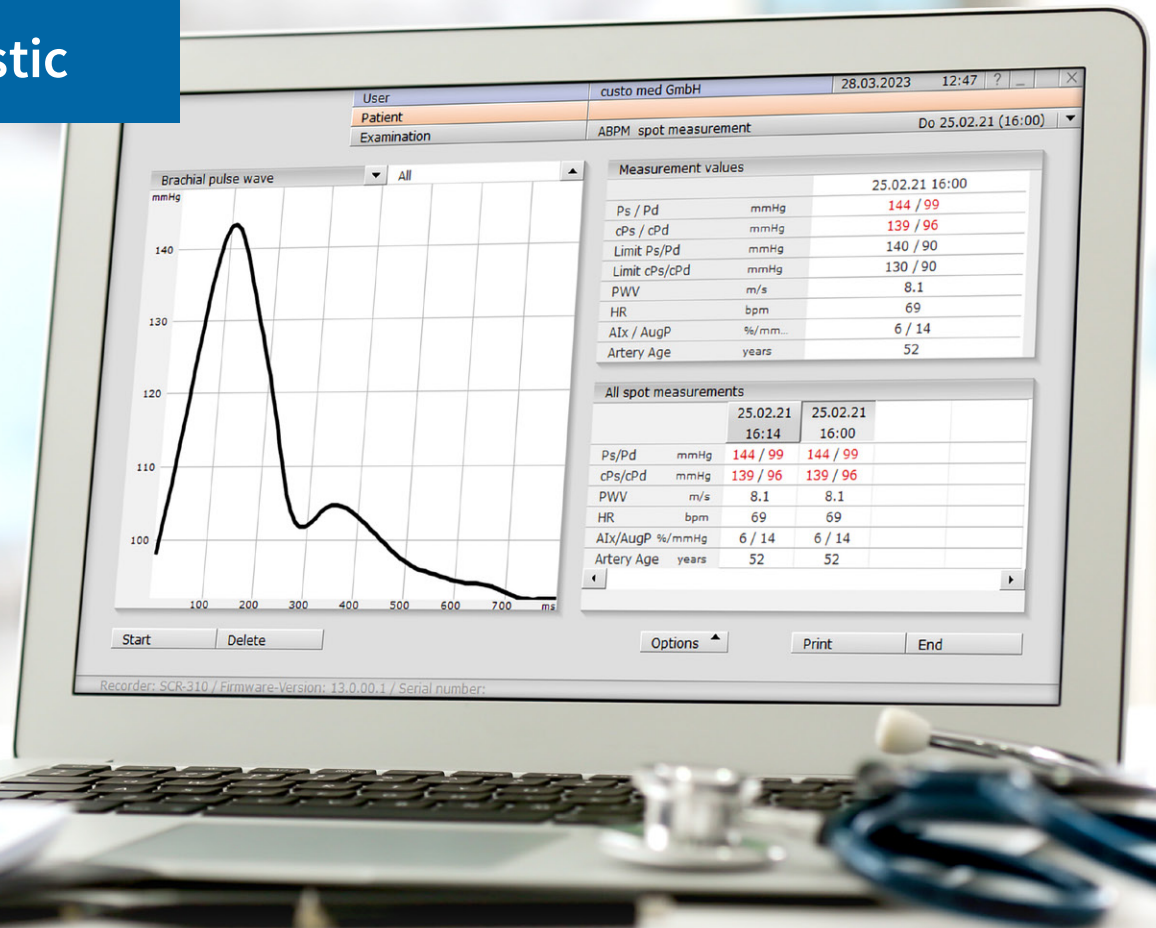 stic
User custo med GmbH 28.03.2023 12:47 ? _ X
Patient
Examination ABPM spot measurement Do 25.02.21 (16:00)
Brachial pulse wave All
mmHg
140
130
120
110
100
100 200 300 400 500 600 700 ms
Measurement values
25.02.21 16:00
Ps / Pd mmHg 144 / 99
cPs / cPd mmHg 139 / 96
Limit Ps/Pd mmHg 140 / 90
Limit cPs/cPd mmHg 130 / 90
PWV m/s 8.1
HR bpm 69
AIx / AugP %/mm... 6 / 14
Artery Age years 52
All spot measurements
25.02.21 25.02.21
16:14 16:00
Ps/Pd mmHg 144 / 99 144 / 99
cPs/cPd mmHg 139 / 96 139 / 96
PWV m/s 8.1 8.1
HR bpm 69 69
AIx/AugP %/mmHg 6 / 14 6 / 14
Artery Age years 52 52
Start Delete Options Print End
Recorder: SCR-310 / Firmware-Version: 13.0.00.1 / Serial number: